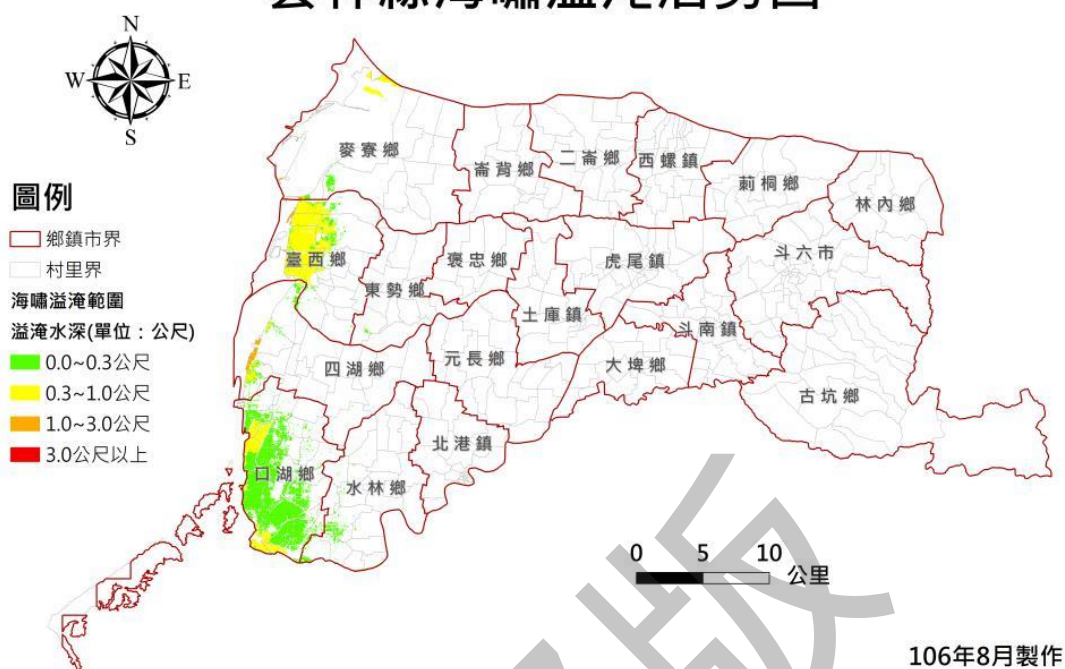 N
W E
S
圖例
鄉鎮市界
村里界
海嘯溢淹範圍
溢淹水深(單位：公尺)
0.0~0.3公尺
0.3~1.0公尺
1.0~3.0公尺
3.0公尺以上
麥寮鄉
崙背鄉
二崙鄉
西螺鎮
莿桐鄉
林內鄉
臺西鄉
東勢鄉
褒忠鄉
虎尾鎮
斗六市
土庫鎮
斗南鎮
四湖鄉
元長鄉
大埤鄉
古坑鄉
北港鎮
口湖鄉
水林鄉
0 5 10
公里
版
106年8月製作